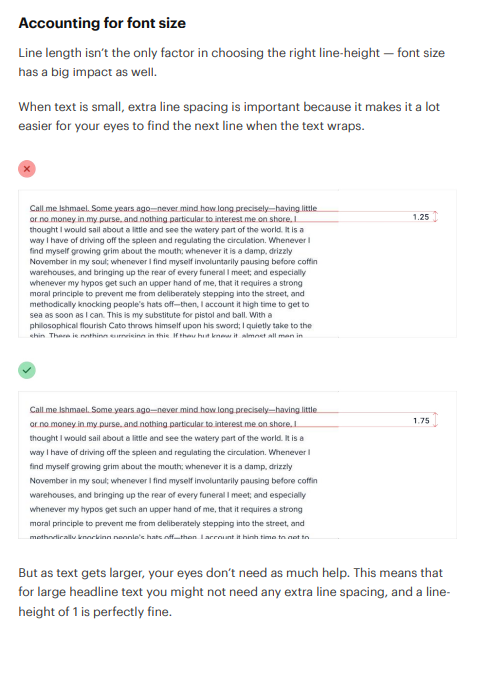 Accounting for font size
Line length isn’t the only factor in choosing the right line-height — font size
has a big impact as well.
When text is small, extra line spacing is important because it makes it a lot
easier for your eyes to find the next line when the text wraps.
Call me Ishmael. Some years ago—never mind how long precisely—having little
or no money in my purse, and nothing particular to interest me on shore, I
thought I would sail about a little and see the watery part of the world. It is a
way I have of driving off the spleen and regulating the circulation. Whenever I
find myself growing grim about the mouth; whenever it is a damp, drizzly
November in my soul; whenever I find myself involuntarily pausing before coffin
warehouses, and bringing up the rear of every funeral I meet; and especially
whenever my hypos get such an upper hand of me, that it requires a strong
moral principle to prevent me from deliberately stepping into the street, and
methodically knocking people’s hats off—then, I account it high time to get to
sea as soon as I can. This is my substitute for pistol and ball. With a
philosophical flourish Cato throws himself upon his sword; I quietly take to the
ship. There is nothing surprising in this. If they but knew it, almost all men in
1.25
Call me Ishmael. Some years ago—never mind how long precisely—having little
or no money in my purse, and nothing particular to interest me on shore, I
thought I would sail about a little and see the watery part of the world. It is a
way I have of driving off the spleen and regulating the circulation. Whenever I
find myself growing grim about the mouth; whenever it is a damp, drizzly
November in my soul; whenever I find myself involuntarily pausing before coffin
warehouses, and bringing up the rear of every funeral I meet; and especially
whenever my hypos get such an upper hand of me, that it requires a strong
moral principle to prevent me from deliberately stepping into the street, and
methodically knocking people’s hats off—then, I account it high time to get to
1.75
But as text gets larger, your eyes don’t need as much help. This means that
for large headline text you might not need any extra line spacing, and a line-
height of 1 is perfectly fine.